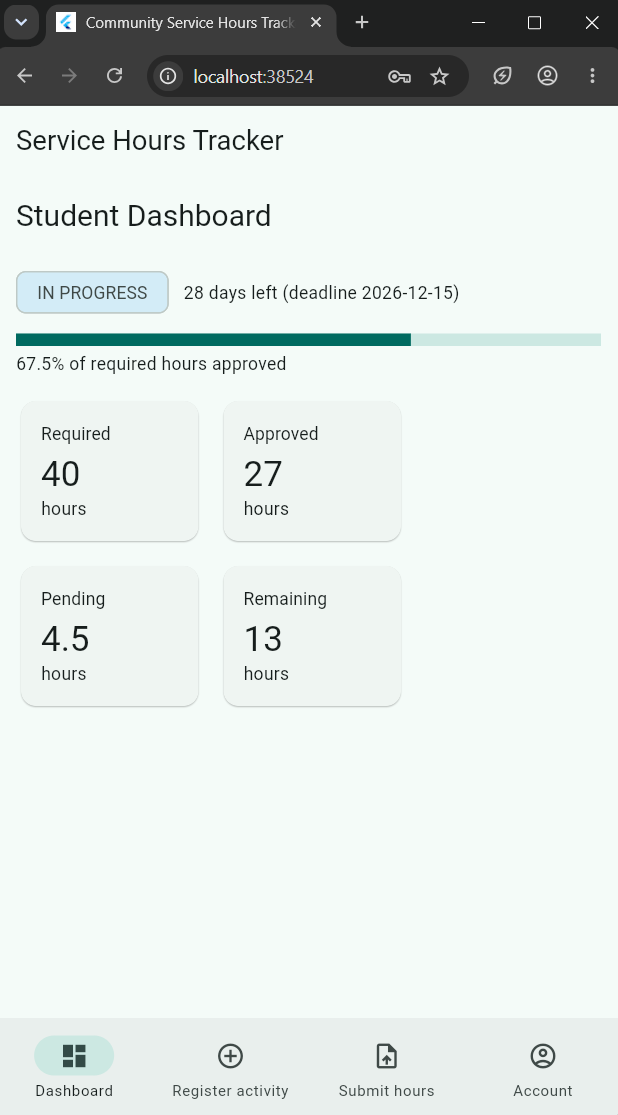 Community Service Hours Track
localhost:38524
Service Hours Tracker
Student Dashboard
IN PROGRESS 28 days left (deadline 2026-12-15)
67.5% of required hours approved
Required
40
hours
Approved
27
hours
Pending
4.5
hours
Remaining
13
hours
Dashboard Register activity Submit hours Account